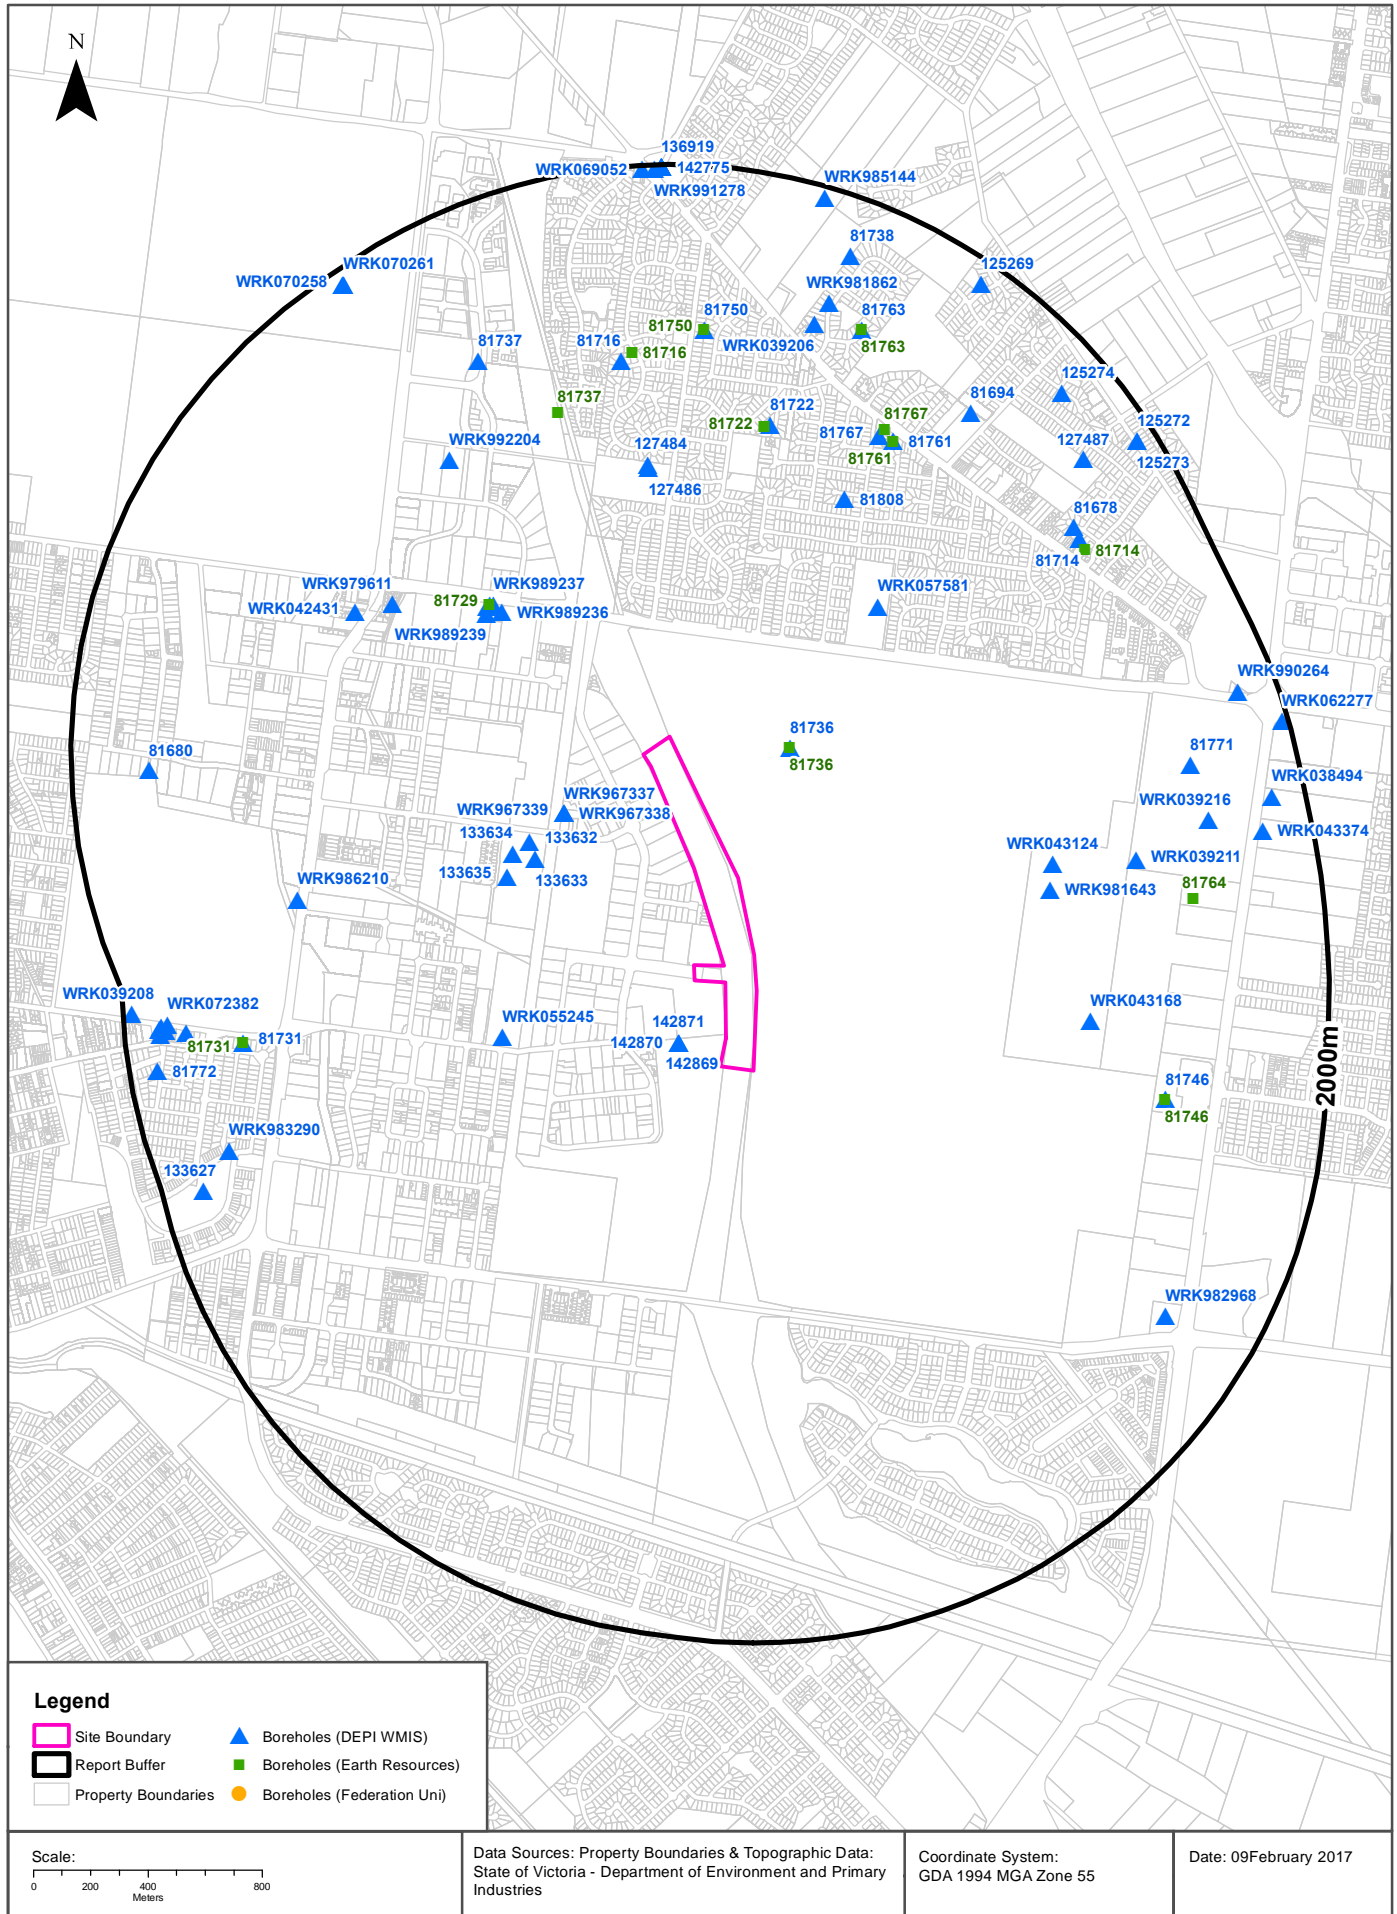 N
136919
WRK069052
142775
WRK991278
WRK985144
81738
WRK070261
WRK070258
125269
WRK981862
81750
81763
81750
81737
81716
81716
WRK039206
81763
125274
81737
81694
81722
81767
125272
81722
81767
81761
WRK992204
127484
81761
127487
125273
127486
81808
81678
81714
81714
WRK979611
WRK989237
WRK057581
81729
WRK042431
WRK989236
WRK989239
WRK990264
WRK062277
81736
81680
81736
81771
WRK038494
WRK967337
WRK039216
WRK967339
WRK967338
133634
133632
WRK043374
WRK043124
WRK039211
133635
133633
81764
WRK986210
WRK981643
WRK039208
WRK072382
WRK043168
WRK055245
142871
81731
81731
142870
142869
81772
81746
2000m
81746
WRK983290
133627
WRK982968
Legend
Site Boundary
Boreholes (DEPI WMIS)
Report Buffer
Boreholes (Earth Resources)
Property Boundaries
Boreholes (Federation Uni)
Scale:
0 200 400 800
Meters
Data Sources: Property Boundaries & Topographic Data:
State of Victoria - Department of Environment and Primary
Industries
Coordinate System:
GDA 1994 MGA Zone 55
Date: 09February 2017